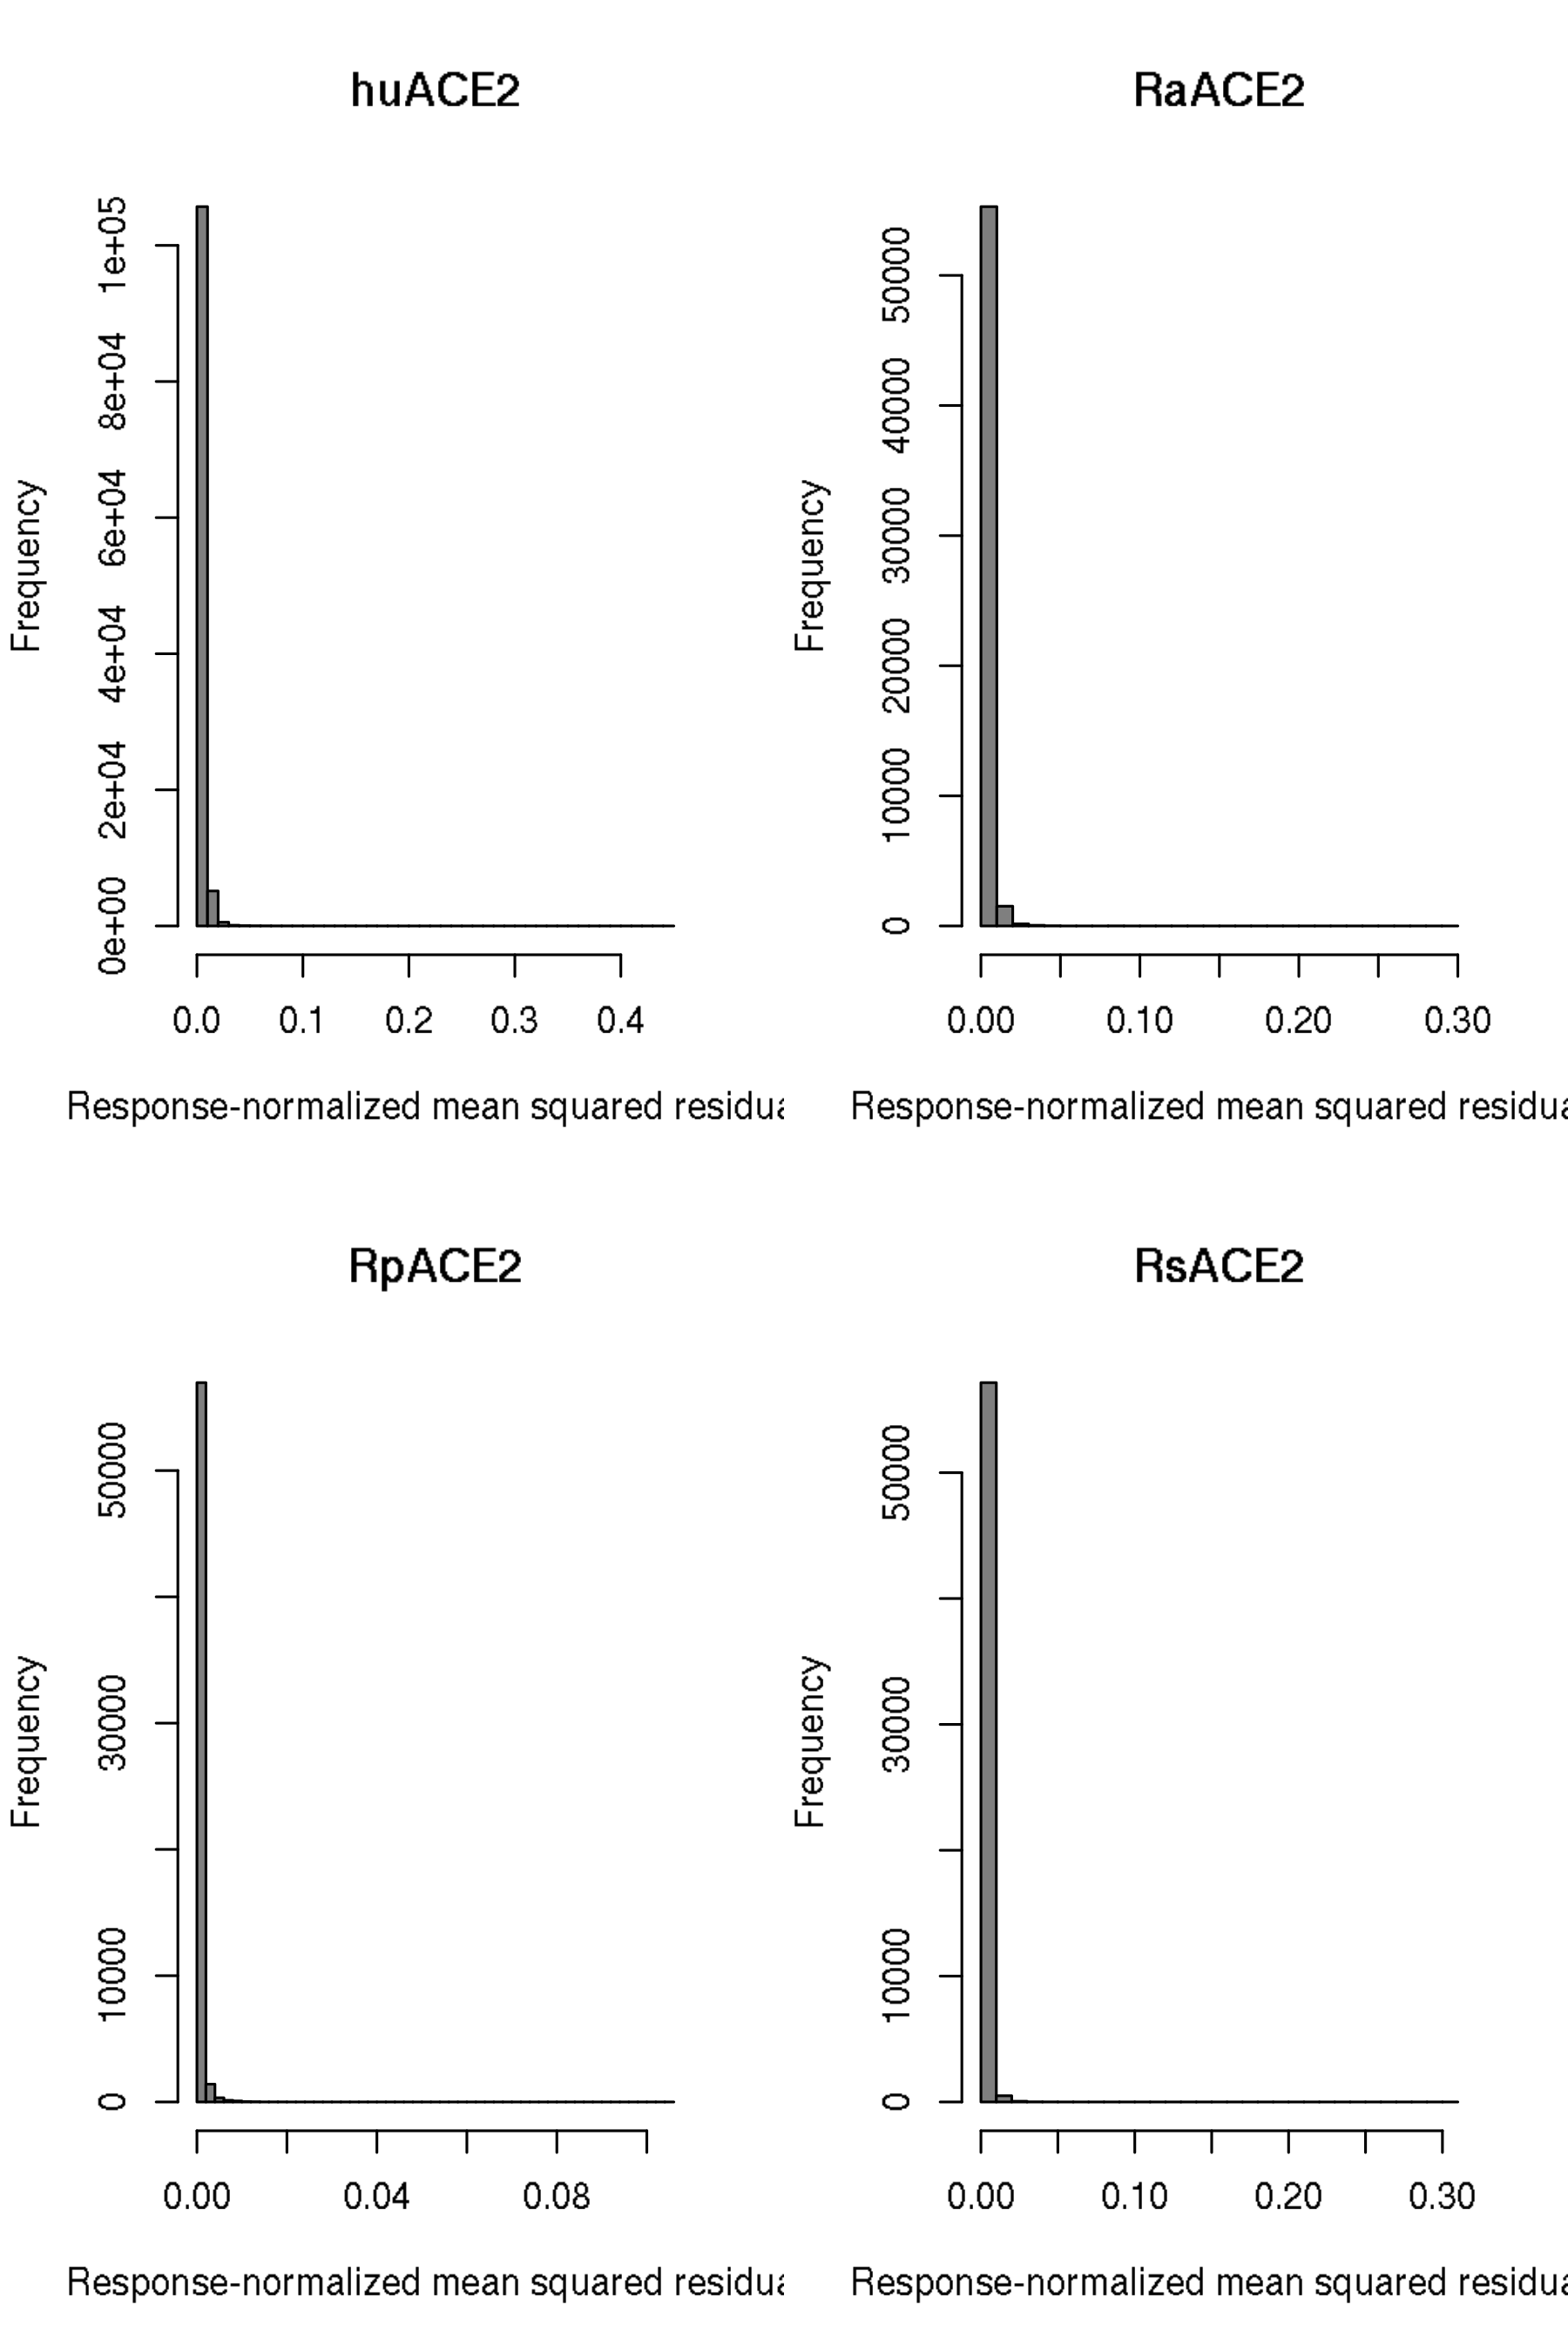 huACE2
Frequency
1e+05
8e+04
6e+04
4e+04
2e+04
0e+00
0.0 0.1 0.2 0.3 0.4
Response-normalized mean squared residua
RaACE2
Frequency
50000
40000
30000
20000
10000
0
0.00 0.10 0.20 0.30
Response-normalized mean squared residua
RpACE2
Frequency
50000
30000
10000
0
0.00 0.04 0.08
Response-normalized mean squared residua
RsACE2
Frequency
50000
30000
10000
0
0.00 0.10 0.20 0.30
Response-normalized mean squared residua